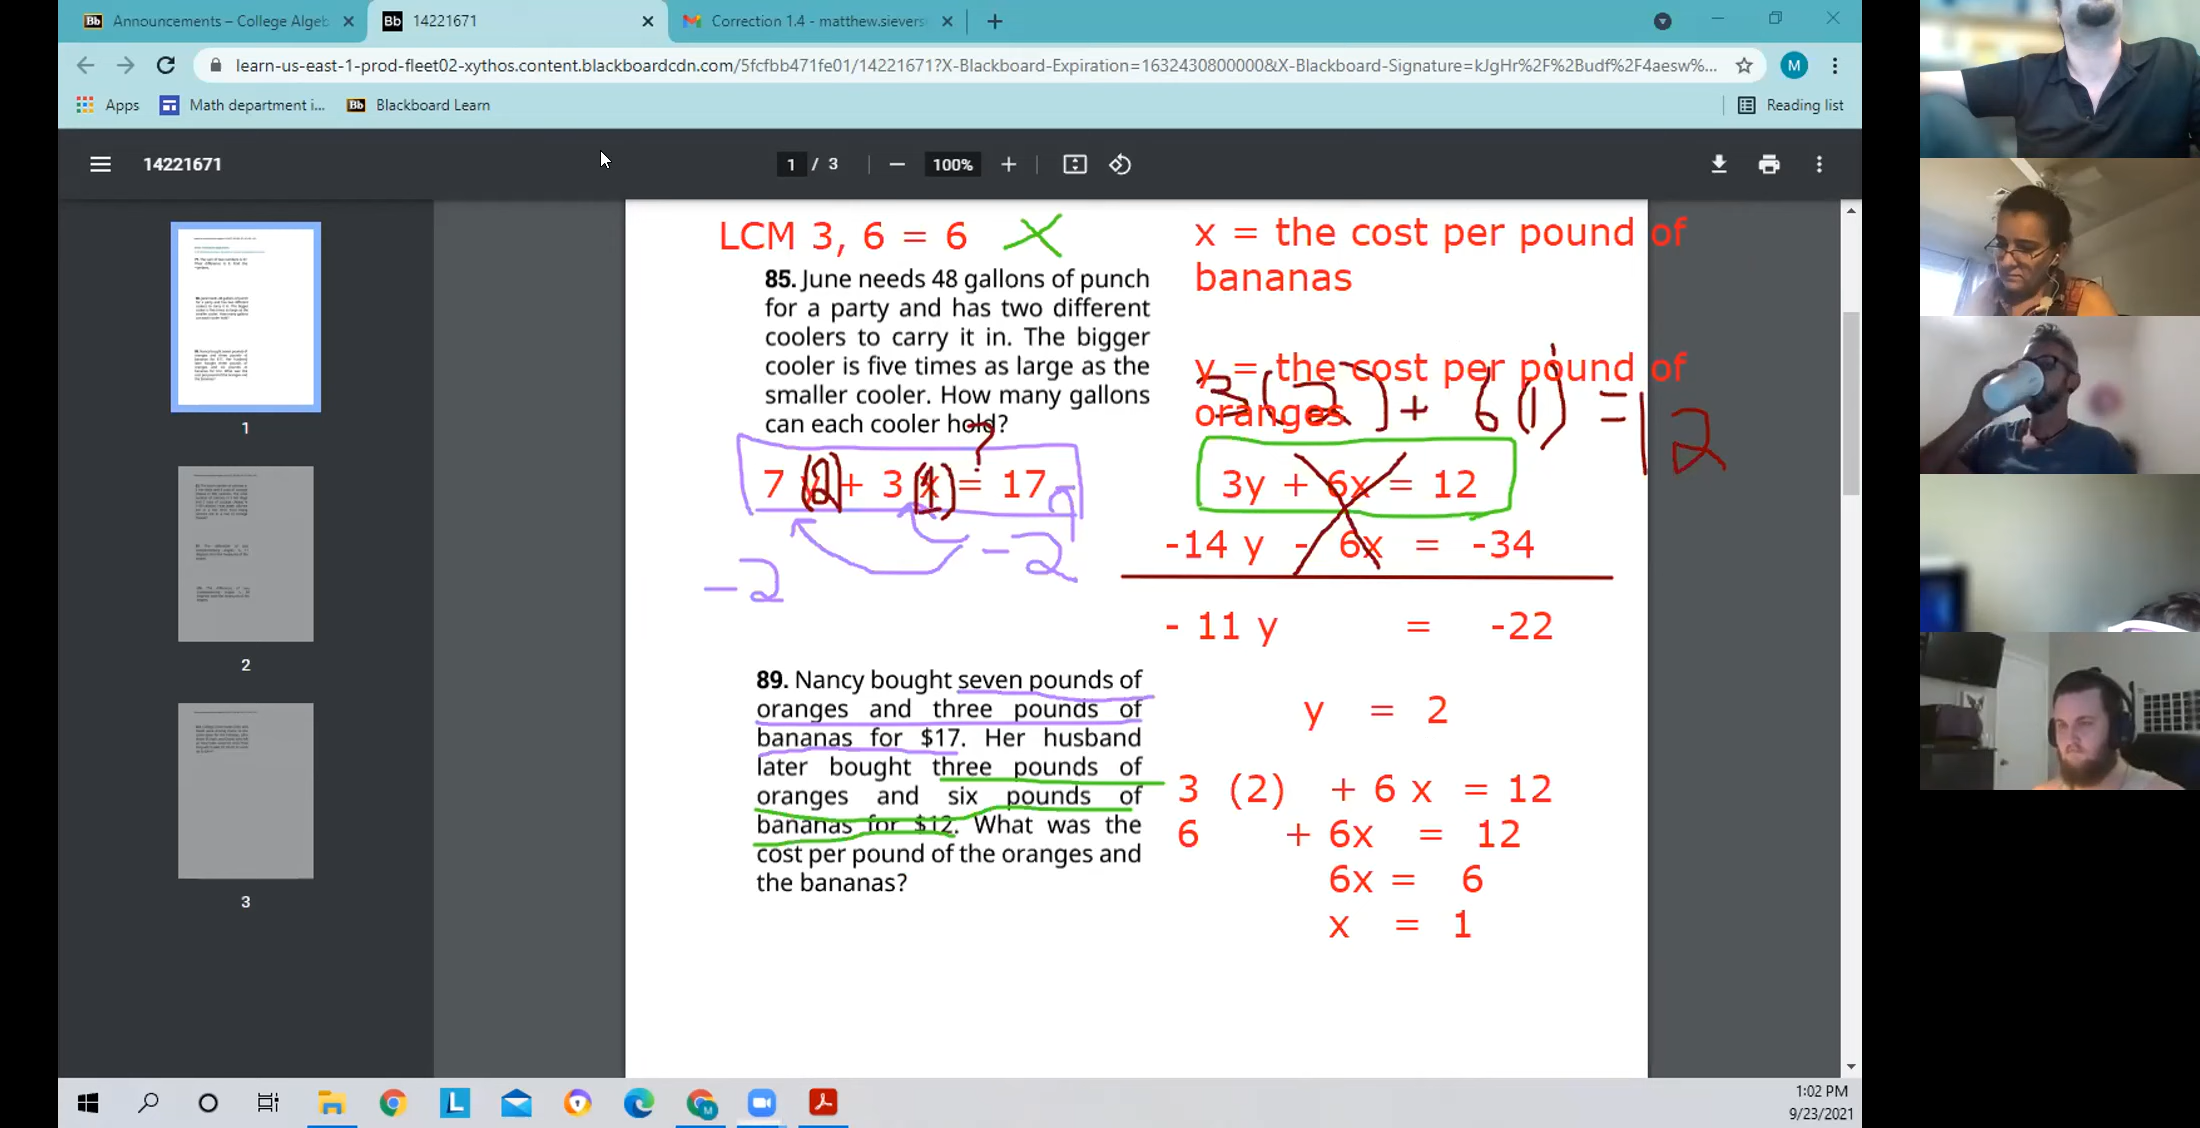 Announcements – College Algeb
14221671
Correction 1.4 - matthew.sievers
learn-us-east-1-prod-fleet02-xythos.content.blackboardcdn.com/5fcfbb471fe01/14221671?X-Blackboard-Expiration=1632430800000&X-Blackboard-Signature=kJgHr%2F%2Budf%2F4aesw%...
M
Apps
Math department i...
Bb
Blackboard Learn
Reading list
14221671
1 / 3
100%
LCM 3, 6 = 6 X
x = the cost per pound of
bananas
85. June needs 48 gallons of punch
for a party and has two different
coolers to carry it in. The bigger
cooler is five times as large as the
smaller cooler. How many gallons
can each cooler hold?
y = the cost per pound of
oranges
3(2) + 6(1) = 12
7 (2) + 3 (1) = 17
?
-2
-2
3y + 6x = 12
-14 y - 6x = -34
- 11 y = -22
y = 2
3 (2) + 6 x = 12
6 + 6x = 12
6x = 6
x = 1
89. Nancy bought seven pounds of
oranges and three pounds of
bananas for $17. Her husband
later bought three pounds of
oranges and six pounds of
bananas for $12. What was the
cost per pound of the oranges and
the bananas?
1
2
3
1:02 PM
9/23/2021